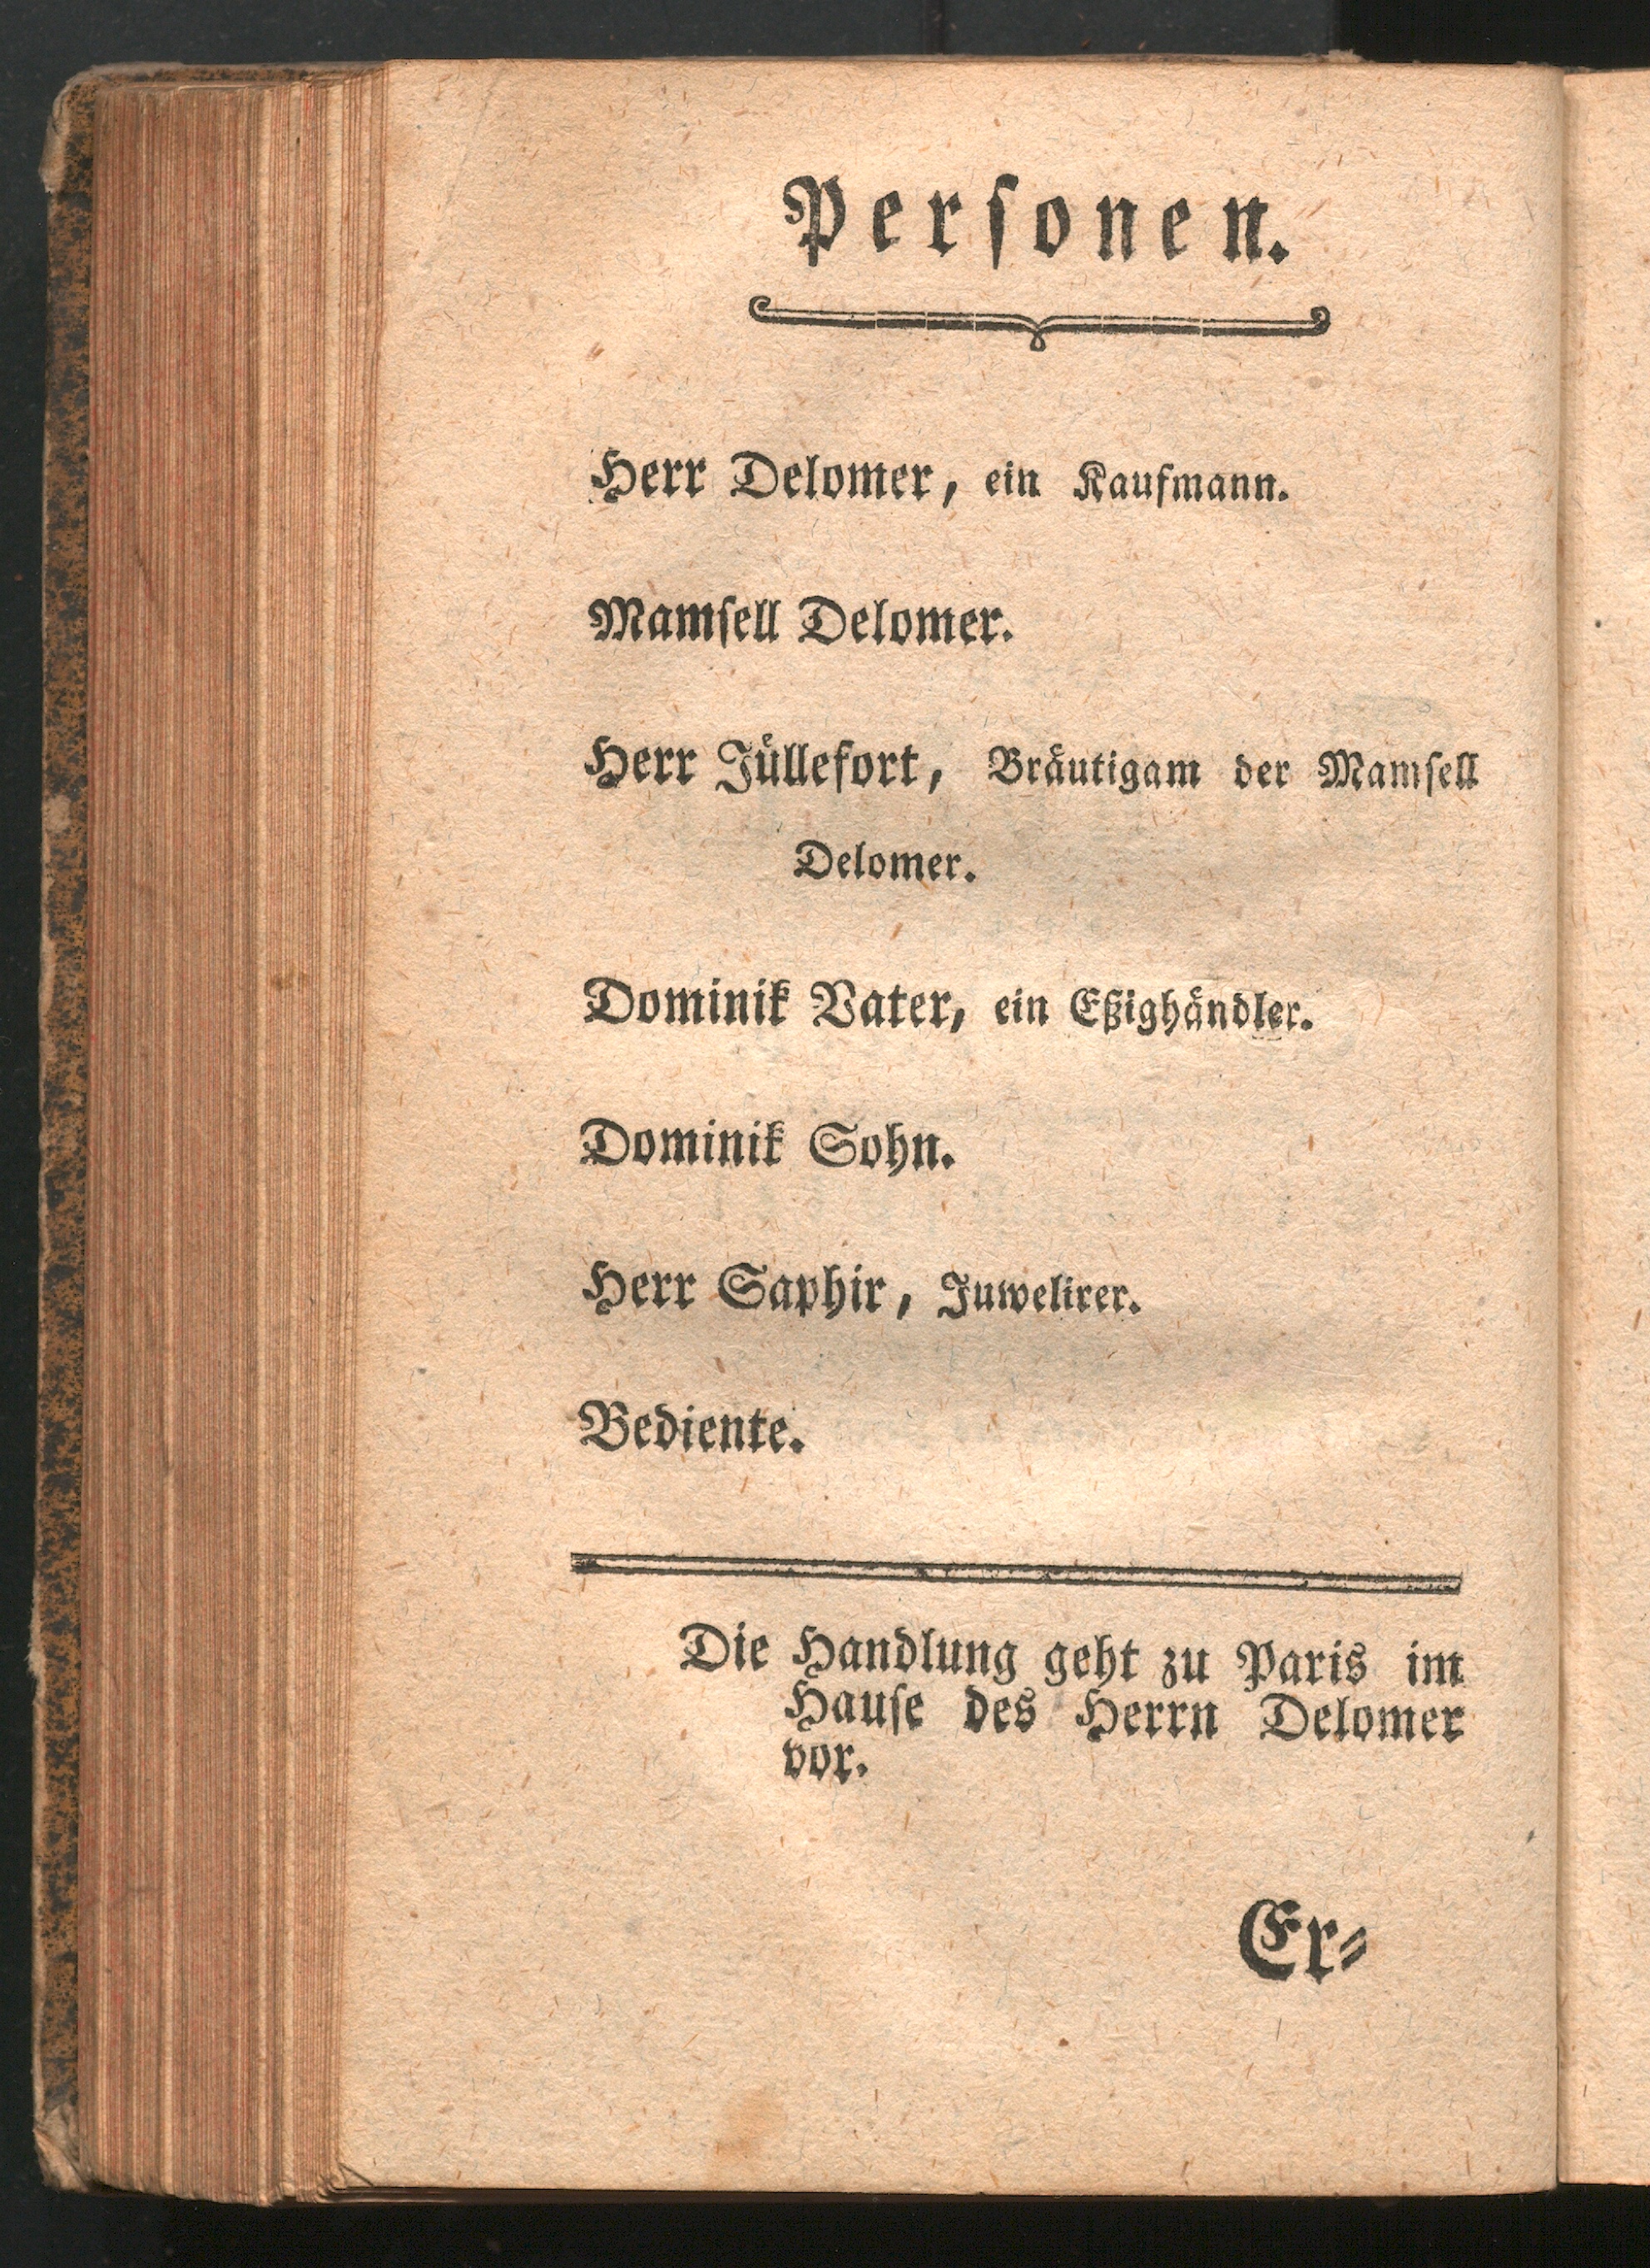 Perſonen.
Herr Delomer, ein Kaufmann.
Mamſell Delomer.
Herr Jüllefort, Bräutigam der Mamſell
Delomer.
Dominik Vater, ein Eßighändler.
Dominik Sohn.
Herr Saphir, Juwelirer.
Bediente.
Die Handlung geht zu Paris im
Hauſe des Herrn Delomer
vor.
Er⸗